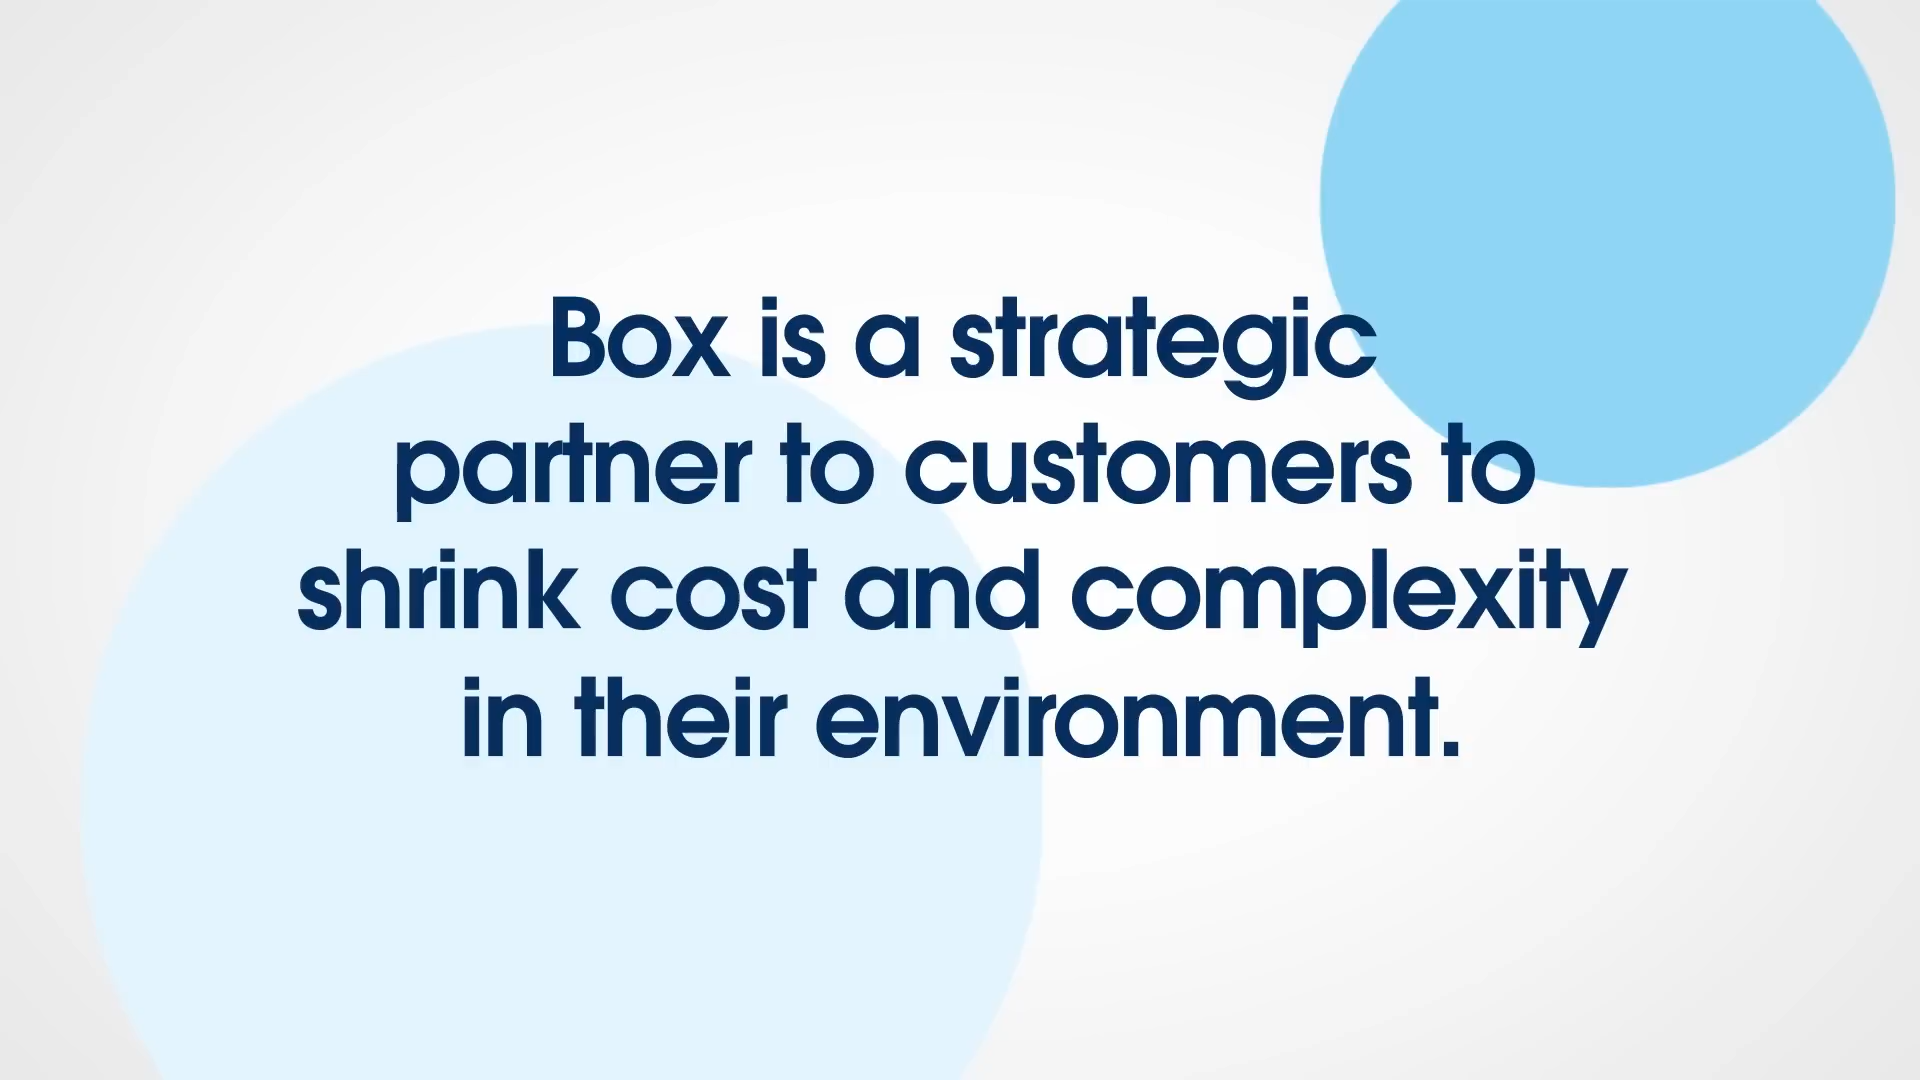 Box is a strategic
partner to customers to
shrink cost and complexity
in their environment.